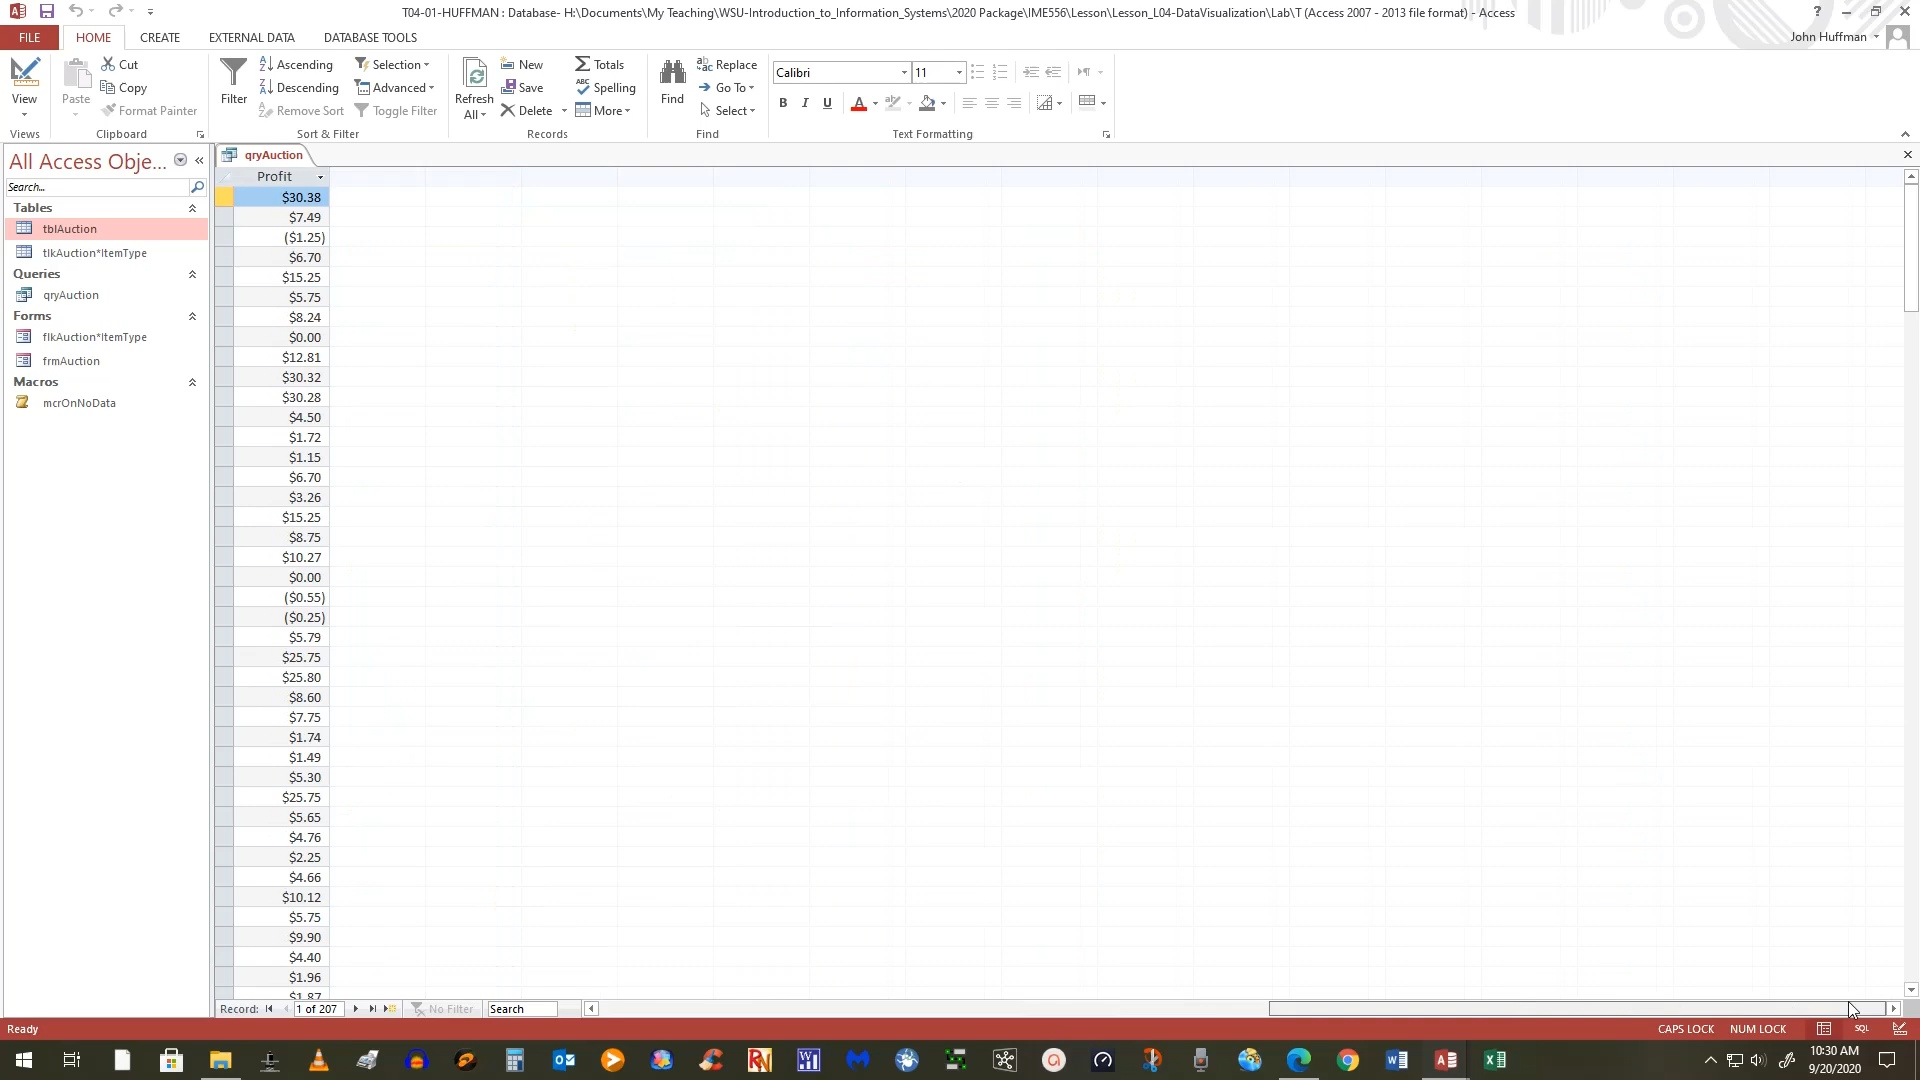 T04-01-HUFFMAN : Database- H:\Documents\My Teaching\WSU-Introduction_to_Information_Systems\2020 Package\IME556\Lesson\Lesson_L04-DataVisualization\Lab\T (Access 2007 - 2013 file format) - Access
?
FILE HOME CREATE EXTERNAL DATA DATABASE TOOLS
John Huffman
View
Views
Paste
Cut
Copy
Format Painter
Clipboard
Filter
Ascending
Descending
Remove Sort
Selection
Advanced
Toggle Filter
Sort & Filter
Refresh
All
New
Save
Delete
Totals
Spelling
More
Records
Find
Replace
Go To
Select
Find
Calibri 11
B I U
Text Formatting
All Access Obje...
Search...
Tables
tblAuction
tlkAuction*ItemType
Queries
qryAuction
Forms
flkAuction*ItemType
frmAuction
Macros
mcrOnNoData
qryAuction
Profit
$30.38
$7.49
($1.25)
$6.70
$15.25
$5.75
$8.24
$0.00
$12.81
$30.32
$30.28
$4.50
$1.72
$1.15
$6.70
$3.26
$15.25
$8.75
$10.27
$0.00
($0.55)
($0.25)
$5.79
$25.75
$25.80
$8.60
$7.75
$1.74
$1.49
$5.30
$25.75
$5.65
$4.76
$2.25
$4.66
$10.12
$5.75
$9.90
$4.40
$1.96
$1.87
Record: 1 of 207 No Filter Search
Ready
CAPS LOCK NUM LOCK SQL
10:30 AM
9/20/2020